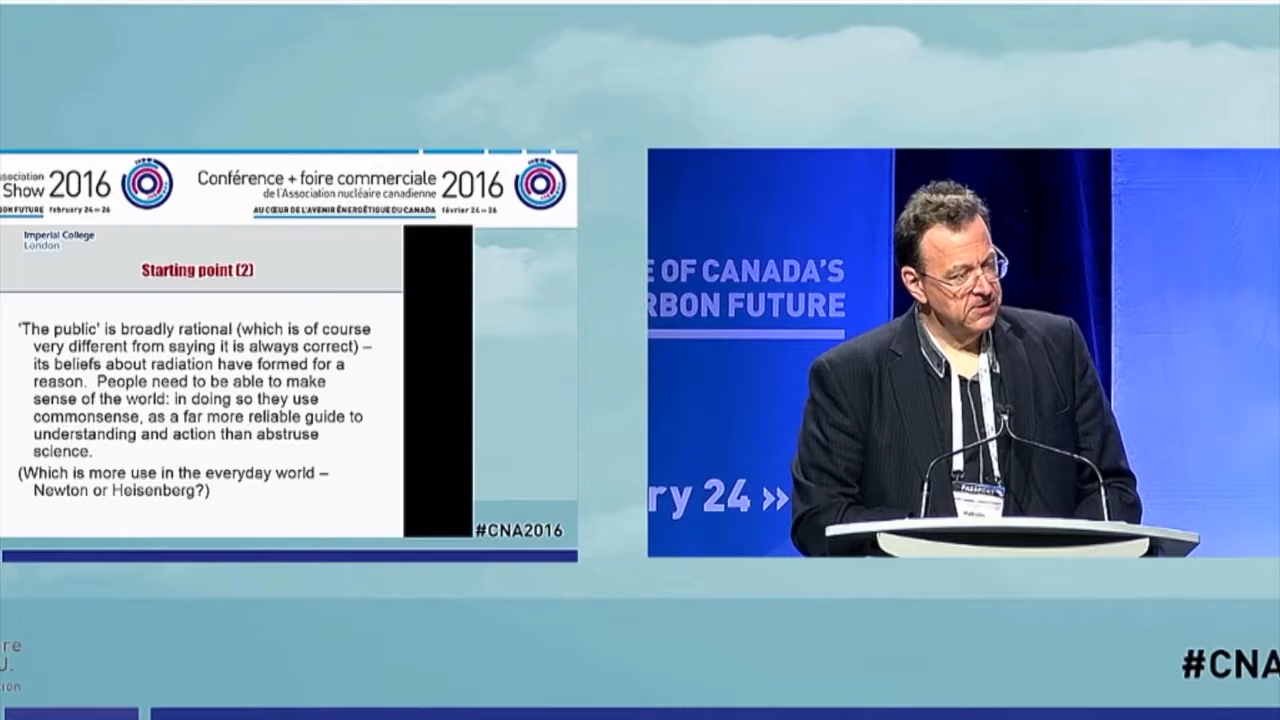 ssociation
Show 2016
BON FUTURE february 24 – 26
Conférence + foire commerciale 2016
de l'Association nucléaire canadienne
AU CŒUR DE L'AVENIR ÉNERGÉTIQUE DU CANADA février 24 – 26
Imperial College
London
Starting point (2)
'The public' is broadly rational (which is of course
very different from saying it is always correct) –
its beliefs about radiation have formed for a
reason. People need to be able to make
sense of the world: in doing so they use
commonsense, as a far more reliable guide to
understanding and action than abstruse
science.
(Which is more use in the everyday world –
Newton or Heisenberg?)
#CNA2016
E OF CANADA'S
RBON FUTURE
ry 24 »
Malcolm
re
U.
ion
#CNA